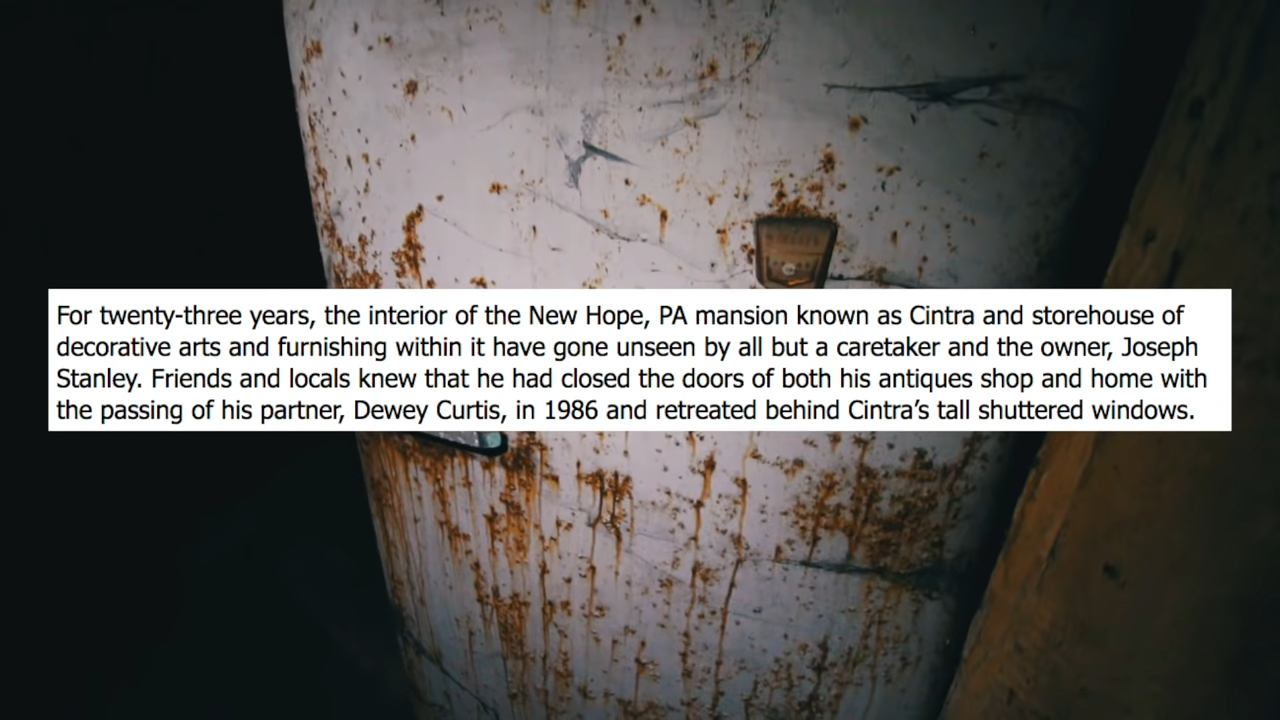 For twenty-three years, the interior of the New Hope, PA mansion known as Cintra and storehouse of
decorative arts and furnishing within it have gone unseen by all but a caretaker and the owner, Joseph
Stanley. Friends and locals knew that he had closed the doors of both his antiques shop and home with
the passing of his partner, Dewey Curtis, in 1986 and retreated behind Cintra’s tall shuttered windows.